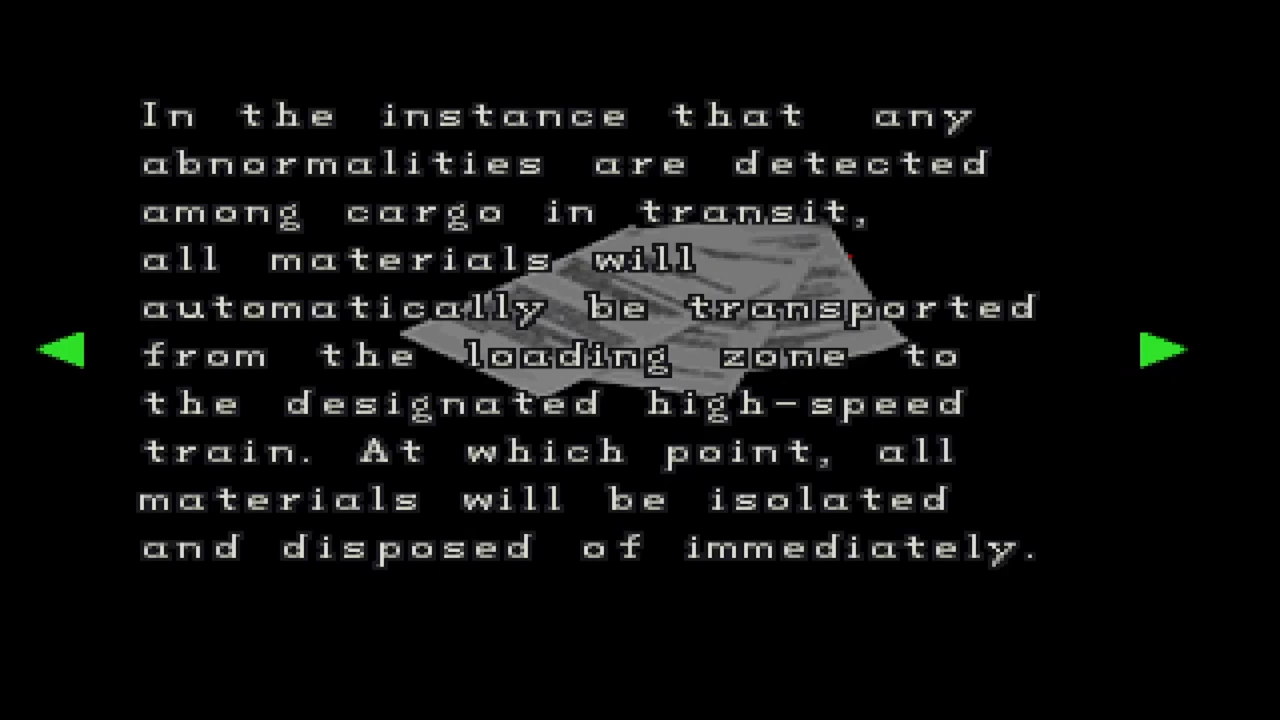 In the instance that any
abnormalities are detected
among cargo in transit,
all materials will
automatically be transported
from the loading zone to
the designated high-speed
train. At which point, all
materials will be isolated
and disposed of immediately.